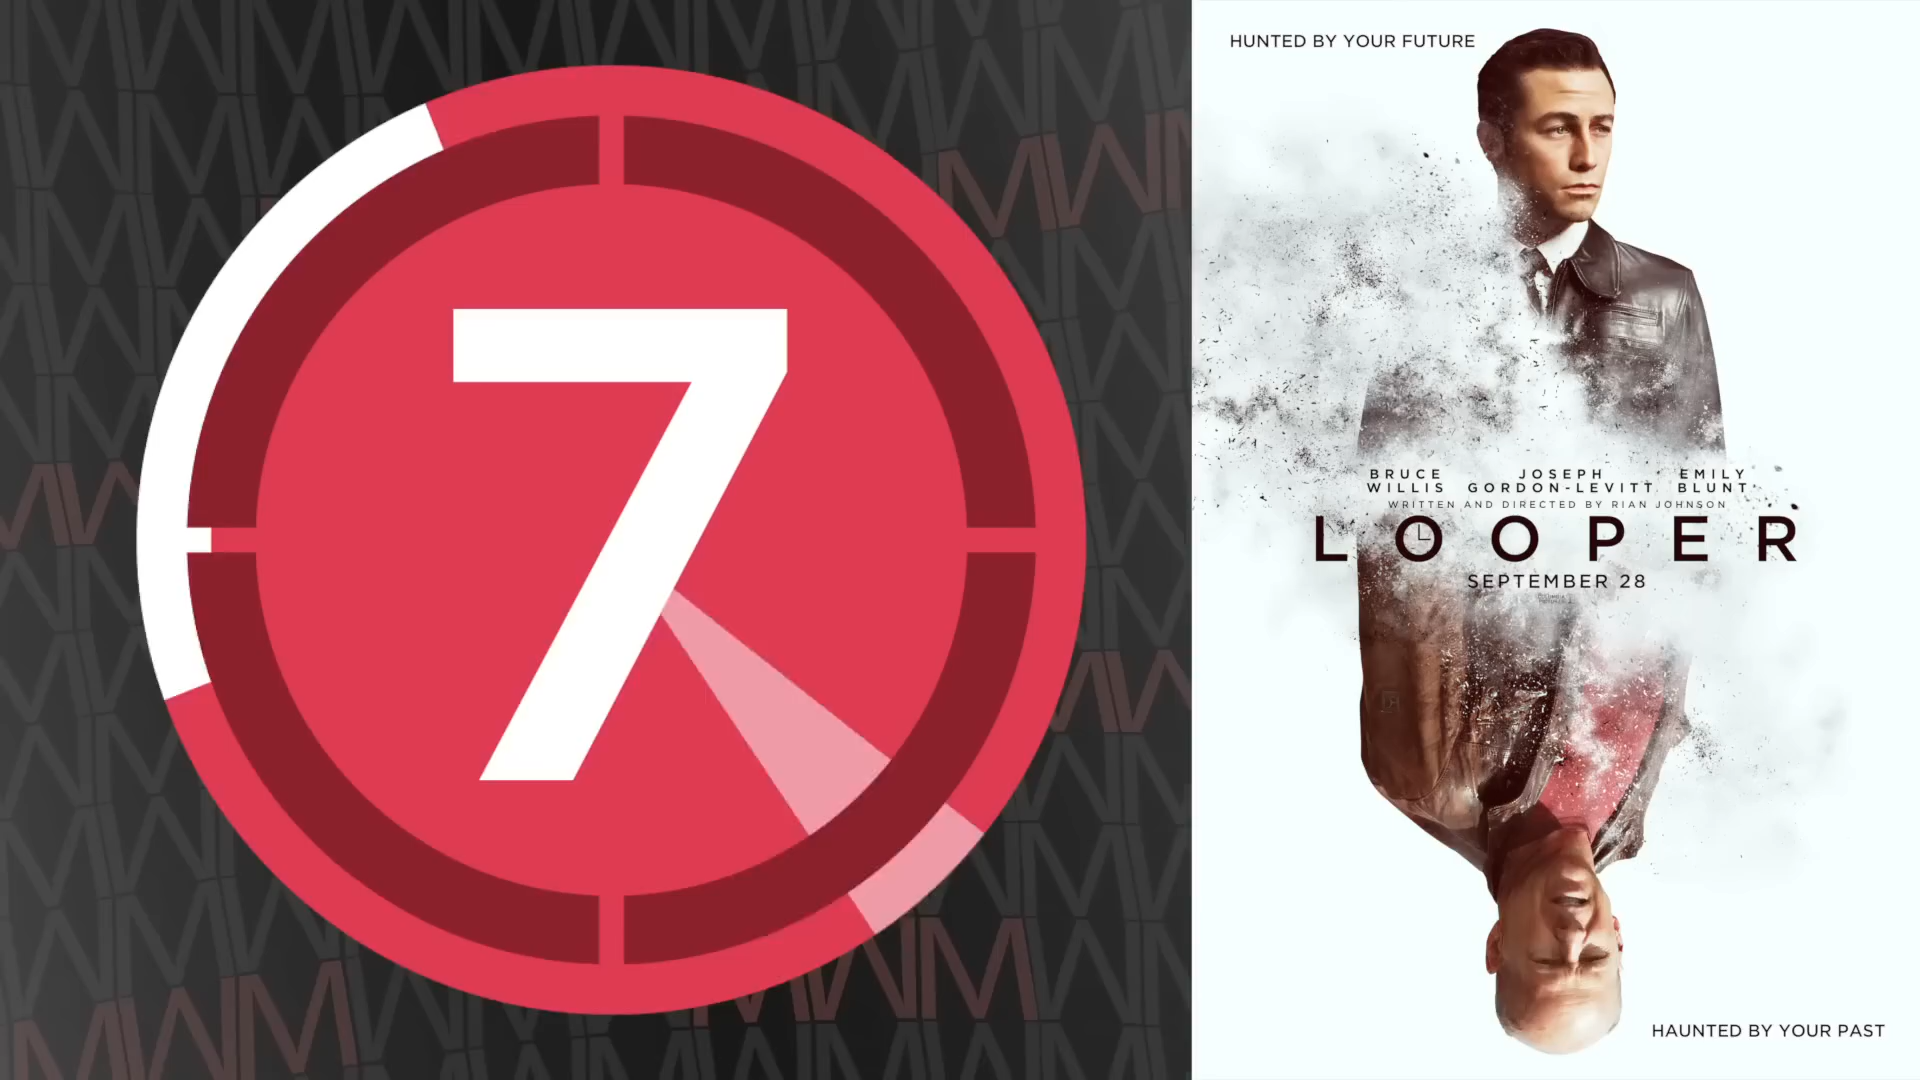 7
HUNTED BY YOUR FUTURE
BRUCE WILLIS
JOSEPH GORDON-LEVITT
EMILY BLUNT
WRITTEN AND DIRECTED BY RIAN JOHNSON
LOOPER
SEPTEMBER 28
HAUNTED BY YOUR PAST